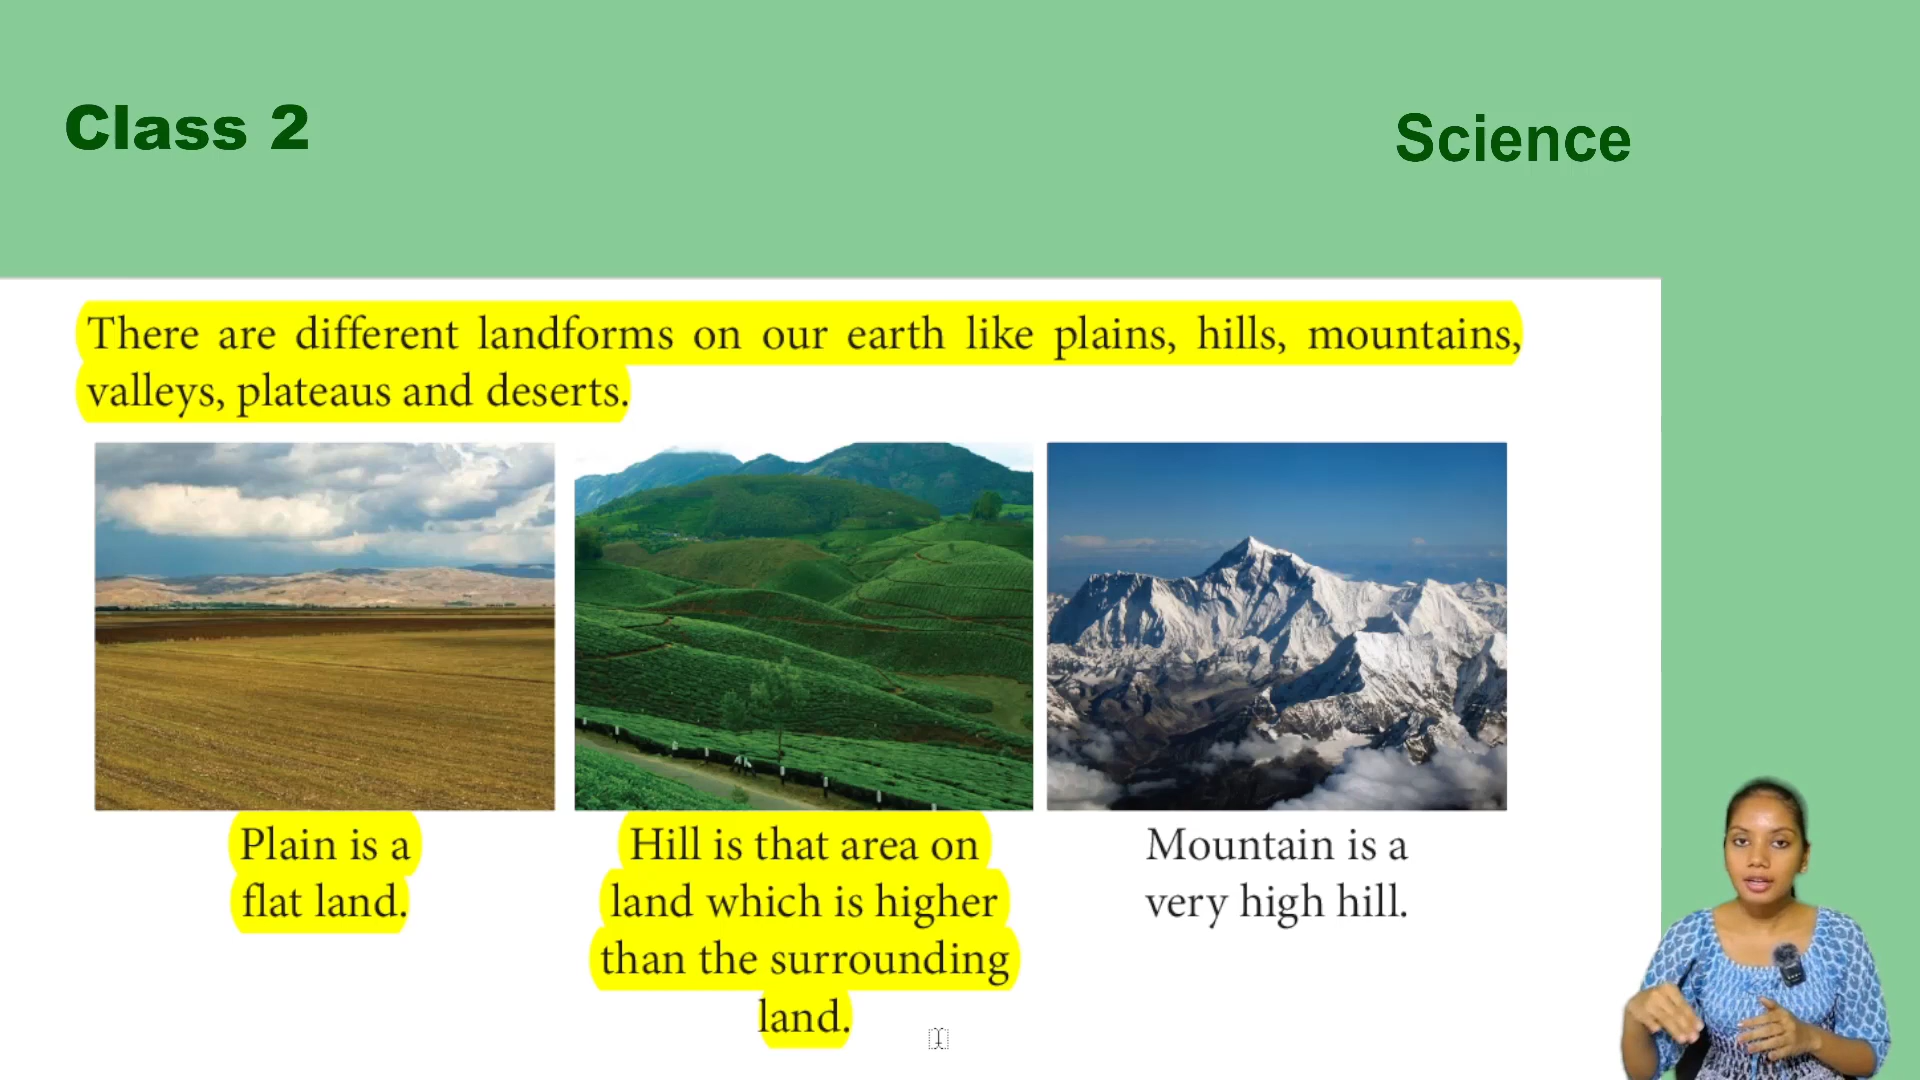 Class 2
Science
There are different landforms on our earth like plains, hills, mountains,
valleys, plateaus and deserts.
Plain is a
flat land.
Hill is that area on
land which is higher
than the surrounding
land.
Mountain is a
very high hill.